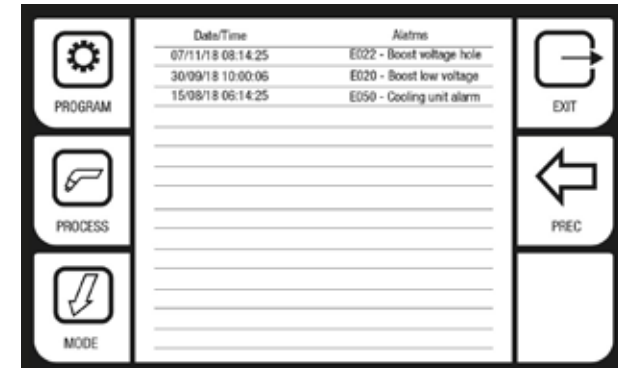 Date/Time Alatms
07/11/18 08:14:25 E022 - Boost voltage hole
30/09/18 10:00:06 E020 - Boost low voltage
15/08/18 06:14:25 E050 - Cooling unit alarm
PROGRAM
PROCESS
MODE
EXIT
PREC